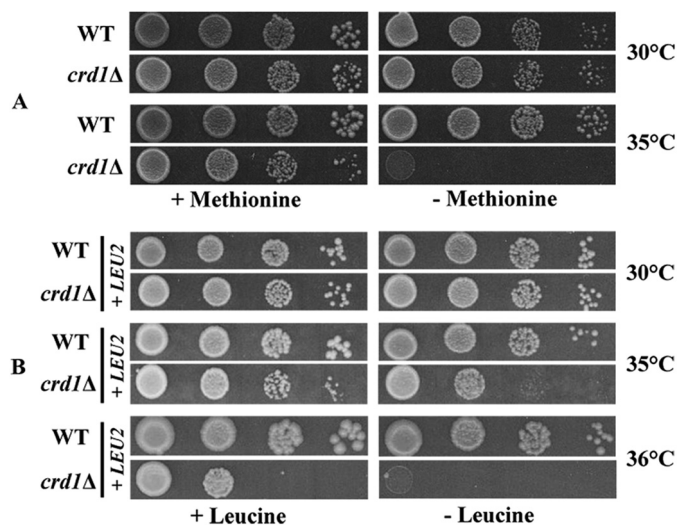 WT
crd1Δ
30°C
A
WT
crd1Δ
35°C
+ Methionine - Methionine
WT
crd1Δ
+ LEU2
30°C
B
WT
crd1Δ
+ LEU2
35°C
WT
crd1Δ
+ LEU2
36°C
+ Leucine - Leucine